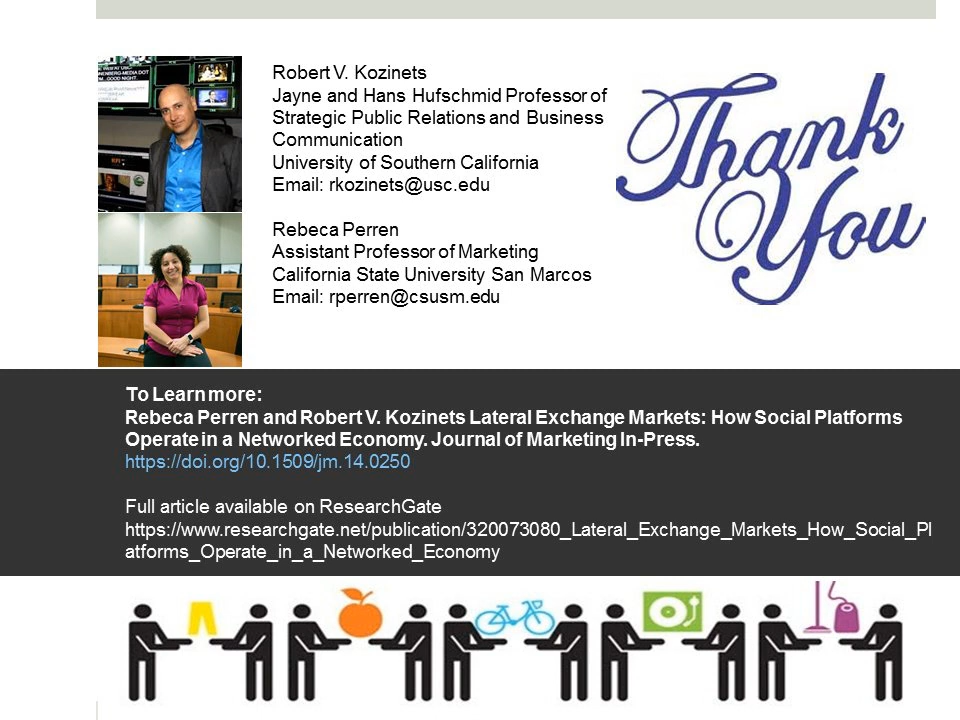 Robert V. Kozinets
Jayne and Hans Hufschmid Professor of
Strategic Public Relations and Business
Communication
University of Southern California
Email: rkozinets@usc.edu
Rebeca Perren
Assistant Professor of Marketing
California State University San Marcos
Email: rperren@csusm.edu
Thank
You
To Learn more:
Rebeca Perren and Robert V. Kozinets Lateral Exchange Markets: How Social Platforms
Operate in a Networked Economy. Journal of Marketing In-Press.
https://doi.org/10.1509/jm.14.0250
Full article available on ResearchGate
https://www.researchgate.net/publication/320073080_Lateral_Exchange_Markets_How_Social_Pl
atforms_Operate_in_a_Networked_Economy